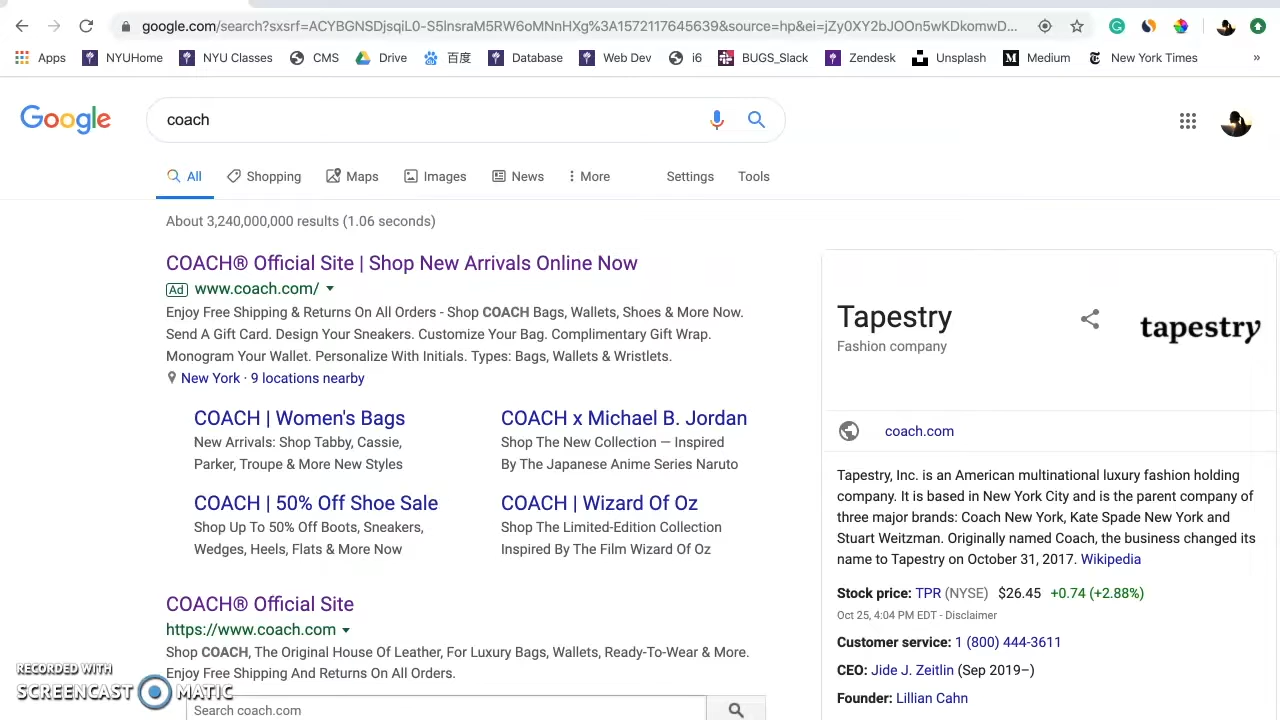 google.com/search?sxsrf=ACYBGNSDjsqiL0-S5InsraM5RW6oMNnHXg%3A1572117645639&source=hp&ei=jZy0XY2bJOOn5wKDkomwD...
Apps NYUHome NYU Classes CMS Drive 百度 Database Web Dev i6 BUGS_Slack Zendesk Unsplash Medium New York Times »
Google coach
All Shopping Maps Images News More Settings Tools
About 3,240,000,000 results (1.06 seconds)
COACH® Official Site | Shop New Arrivals Online Now
Ad www.coach.com/
Enjoy Free Shipping & Returns On All Orders - Shop COACH Bags, Wallets, Shoes & More Now.
Send A Gift Card. Design Your Sneakers. Customize Your Bag. Complimentary Gift Wrap.
Monogram Your Wallet. Personalize With Initials. Types: Bags, Wallets & Wristlets.
New York · 9 locations nearby
COACH | Women's Bags
New Arrivals: Shop Tabby, Cassie,
Parker, Troupe & More New Styles
COACH x Michael B. Jordan
Shop The New Collection — Inspired
By The Japanese Anime Series Naruto
COACH | 50% Off Shoe Sale
Shop Up To 50% Off Boots, Sneakers,
Wedges, Heels, Flats & More Now
COACH | Wizard Of Oz
Shop The Limited-Edition Collection
Inspired By The Film Wizard Of Oz
COACH® Official Site
https://www.coach.com
Shop COACH, The Original House Of Leather, For Luxury Bags, Wallets, Ready-To-Wear & More.
Enjoy Free Shipping And Returns On All Orders.
Search coach.com
Tapestry
Fashion company
tapestry
coach.com
Tapestry, Inc. is an American multinational luxury fashion holding
company. It is based in New York City and is the parent company of
three major brands: Coach New York, Kate Spade New York and
Stuart Weitzman. Originally named Coach, the business changed its
name to Tapestry on October 31, 2017. Wikipedia
Stock price: TPR (NYSE) $26.45 +0.74 (+2.88%)
Oct 25, 4:04 PM EDT - Disclaimer
Customer service: 1 (800) 444-3611
CEO: Jide J. Zeitlin (Sep 2019–)
Founder: Lillian Cahn
RECORDED WITH
SCREENCAST MATIC